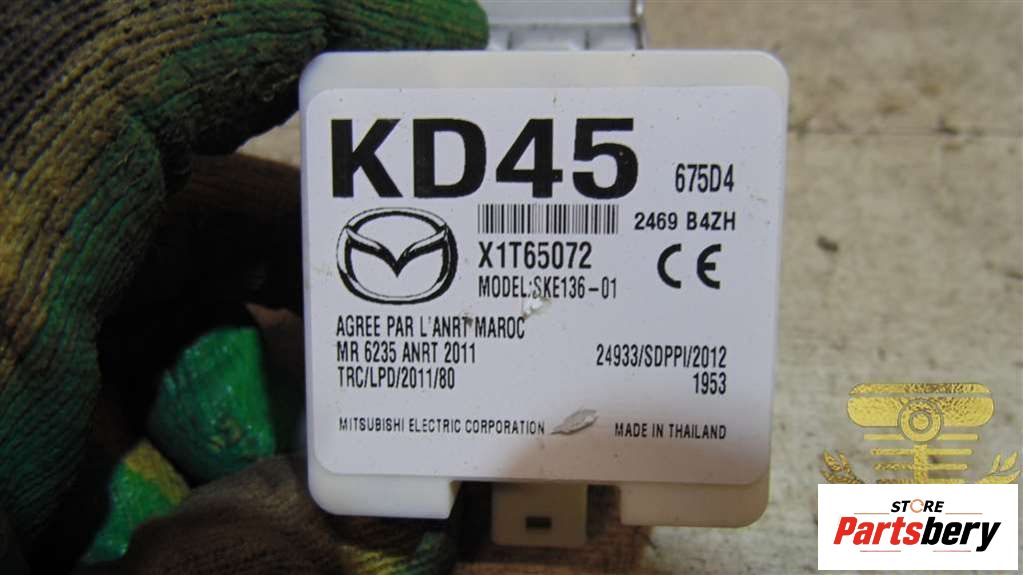 KD45
675D4
2469 B4ZH
X1T65072
MODEL:SKE136-01
CE
AGREE PAR L'ANRT MAROC
MR 6235 ANRT 2011
24933/SDPPI/2012
TRC/LPD/2011/80
1953
MITSUBISHI ELECTRIC CORPORATION
MADE IN THAILAND
STORE
Partsbery